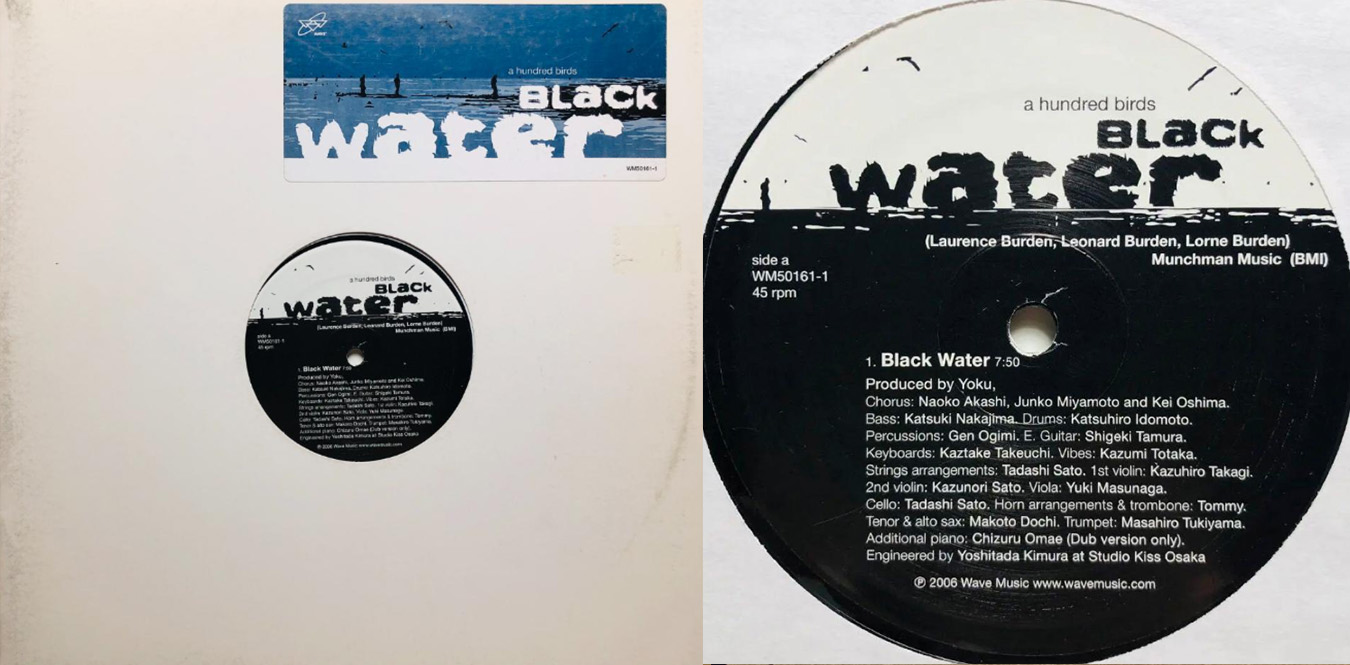 WAVE
a hundred birds
BLaCk
water
WM50161-1
a hundred birds
BLaCk
water
(Laurence Burden, Leonard Burden, Lorne Burden)
Munchman Music (BMI)
side a
WM50161-1
45 rpm
1. Black Water 7:50
Produced by Yoku,
Chorus: Naoko Akashi, Junko Miyamoto and Kei Oshima.
Bass: Katsuki Nakajima, Drums: Katsuhiro Idomoto.
Percussions: Gen Ogimi. E. Guitar: Shigeki Tamura.
Keyboards: Kaztake Takeuchi. Vibes: Kazumi Totaka.
Strings arrangements: Tadashi Sato. 1st violin: Kazuhiro Takagi.
2nd violin: Kazunori Sato. Viola: Yuki Masunaga.
Cello: Tadashi Sato. Horn arrangements & trombone: Tommy.
Tenor & alto sax: Makoto Dochi. Trumpet: Masahiro Tukiyama.
Additional piano: Chizuru Omae (Dub version only).
Engineered by Yoshitada Kimura at Studio Kiss Osaka
℗ 2006 Wave Music www.wavemusic.com
a hundred birds
BLaCk
water
(Laurence Burden, Leonard Burden, Lorne Burden)
Munchman Music (BMI)
side a
WM50161-1
45 rpm
1. Black Water 7:50
Produced by Yoku,
Chorus: Naoko Akashi, Junko Miyamoto and Kei Oshima.
Bass: Katsuki Nakajima. Drums: Katsuhiro Idomoto.
Percussions: Gen Ogimi. E. Guitar: Shigeki Tamura.
Keyboards: Kaztake Takeuchi. Vibes: Kazumi Totaka.
Strings arrangements: Tadashi Sato. 1st violin: Kazuhiro Takagi.
2nd violin: Kazunori Sato. Viola: Yuki Masunaga.
Cello: Tadashi Sato. Horn arrangements & trombone: Tommy.
Tenor & alto sax: Makoto Dochi. Trumpet: Masahiro Tukiyama.
Additional piano: Chizuru Omae (Dub version only).
Engineered by Yoshitada Kimura at Studio Kiss Osaka
℗ 2006 Wave Music www.wavemusic.com